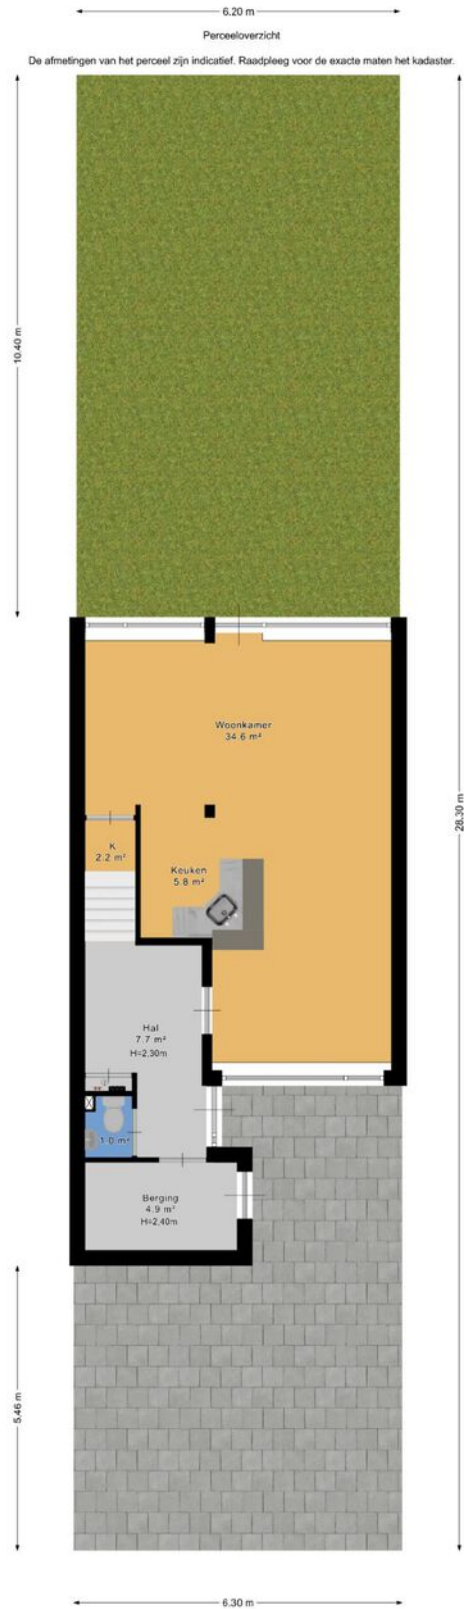 6.20 m
Perceeloverzicht
De afmetingen van het perceel zijn indicatief. Raadpleeg voor de exacte maten het kadaster.
10.40 m
Woonkamer
34.6 m²
28.30 m
K
2.2 m²
Keuken
5.8 m²
Hal
7.7 m²
H=2,30m
1.0 m²
Berging
4.9 m²
H=2,40m
5.46 m
6.30 m